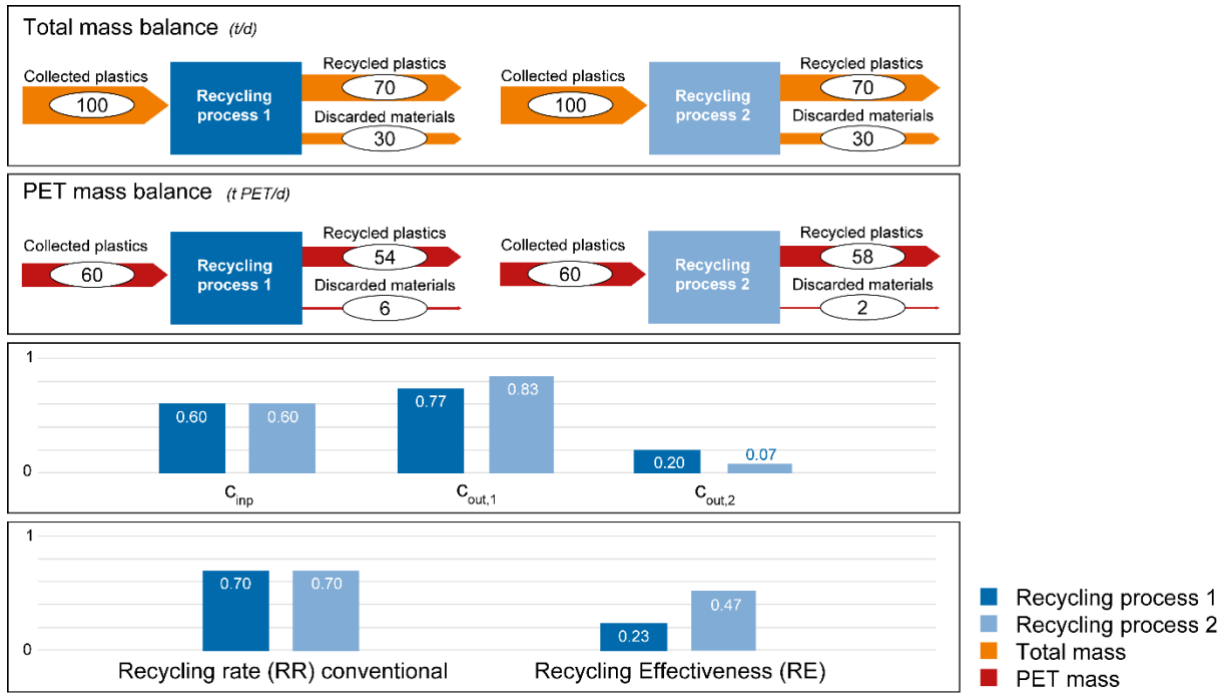 Total mass balance (t/d)
Collected plastics
100
Recycling
process 1
Recycled plastics
70
Discarded materials
30
Collected plastics
100
Recycling
process 2
Recycled plastics
70
Discarded materials
30
PET mass balance (t PET/d)
Collected plastics
60
Recycling
process 1
Recycled plastics
54
Discarded materials
6
Collected plastics
60
Recycling
process 2
Recycled plastics
58
Discarded materials
2
1
0.60 0.60 0.77 0.83 0.20 0.07
0
Cinp Cout,1 Cout,2
1
0.70 0.70 0.23 0.47
0
Recycling rate (RR) conventional Recycling Effectiveness (RE)
Recycling process 1
Recycling process 2
Total mass
PET mass